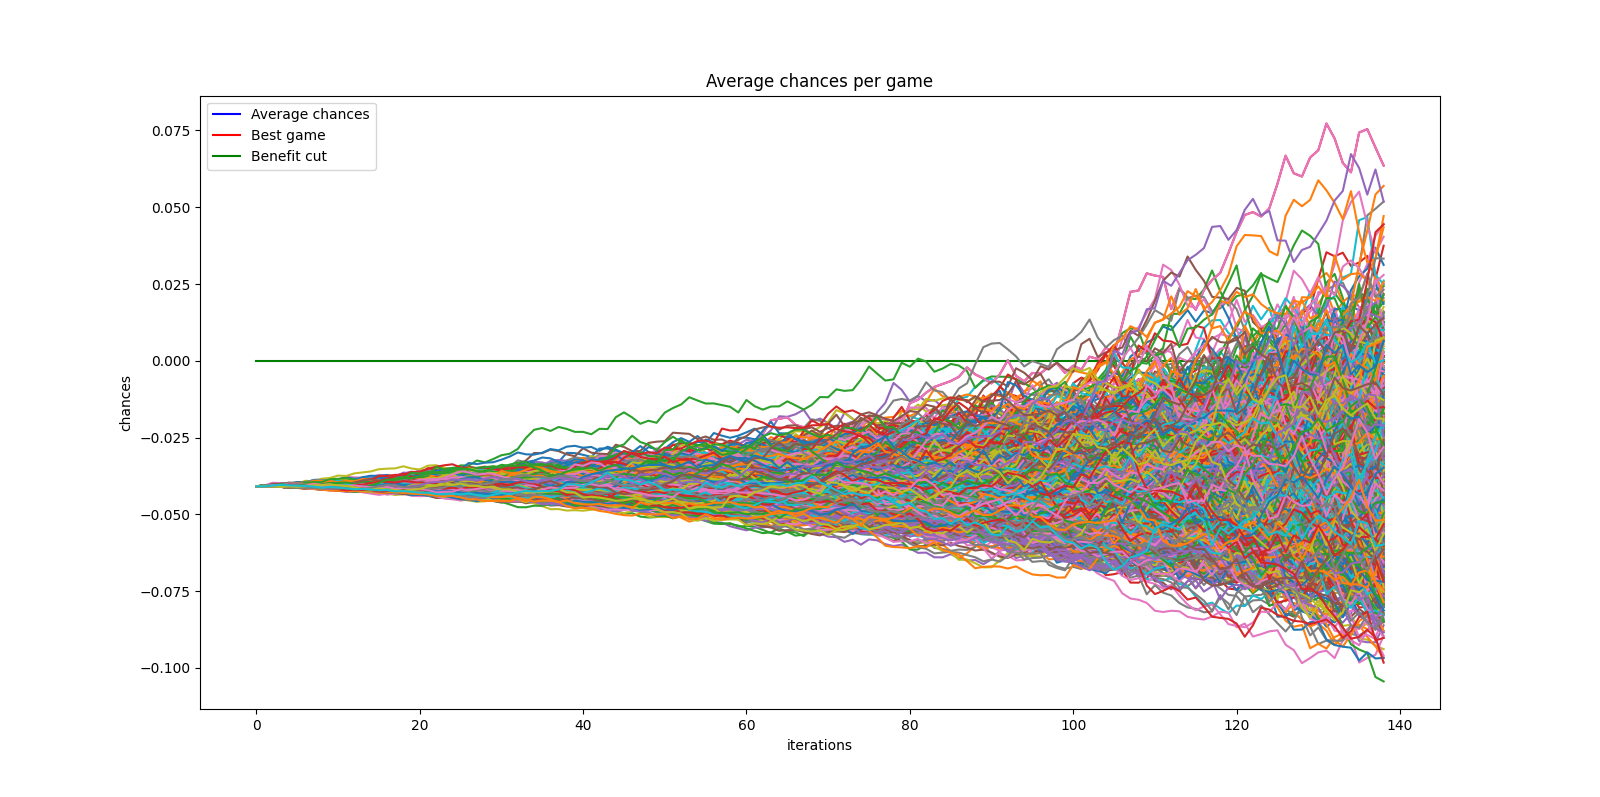 Average chances per game
Average chances
Best game
Benefit cut
0.075
0.050
0.025
0.000
−0.025
−0.050
−0.075
−0.100
chances
0
20
40
60
80
100
120
140
iterations